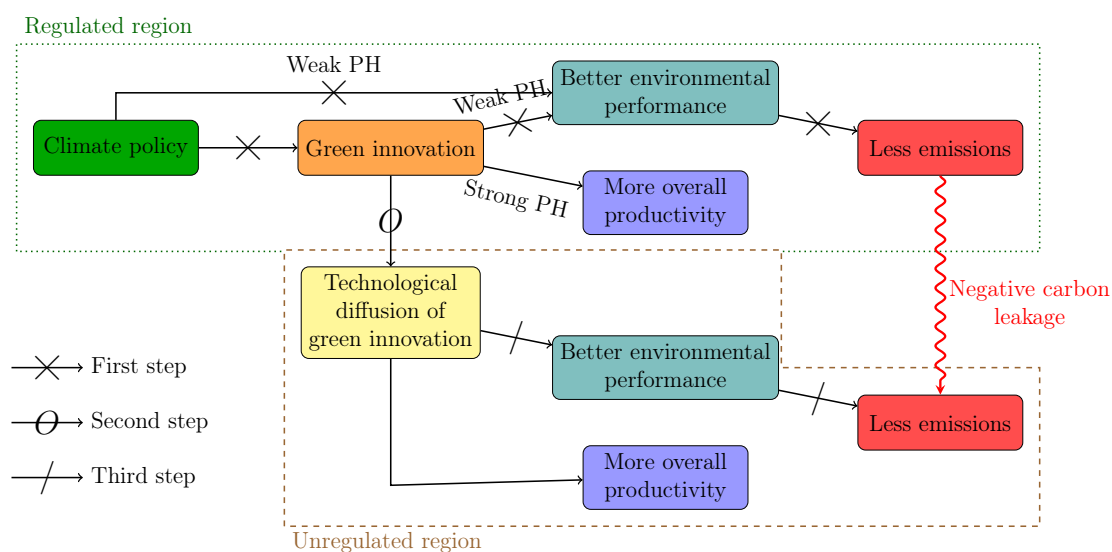 Regulated region
Weak PH
Climate policy
Green innovation
Weak PH
Strong PH
Better environmental
performance
More overall
productivity
Less emissions
Negative carbon
leakage
Technological
diffusion of
green innovation
Better environmental
performance
Less emissions
More overall
productivity
Unregulated region
First step
O
O Second step
Third step